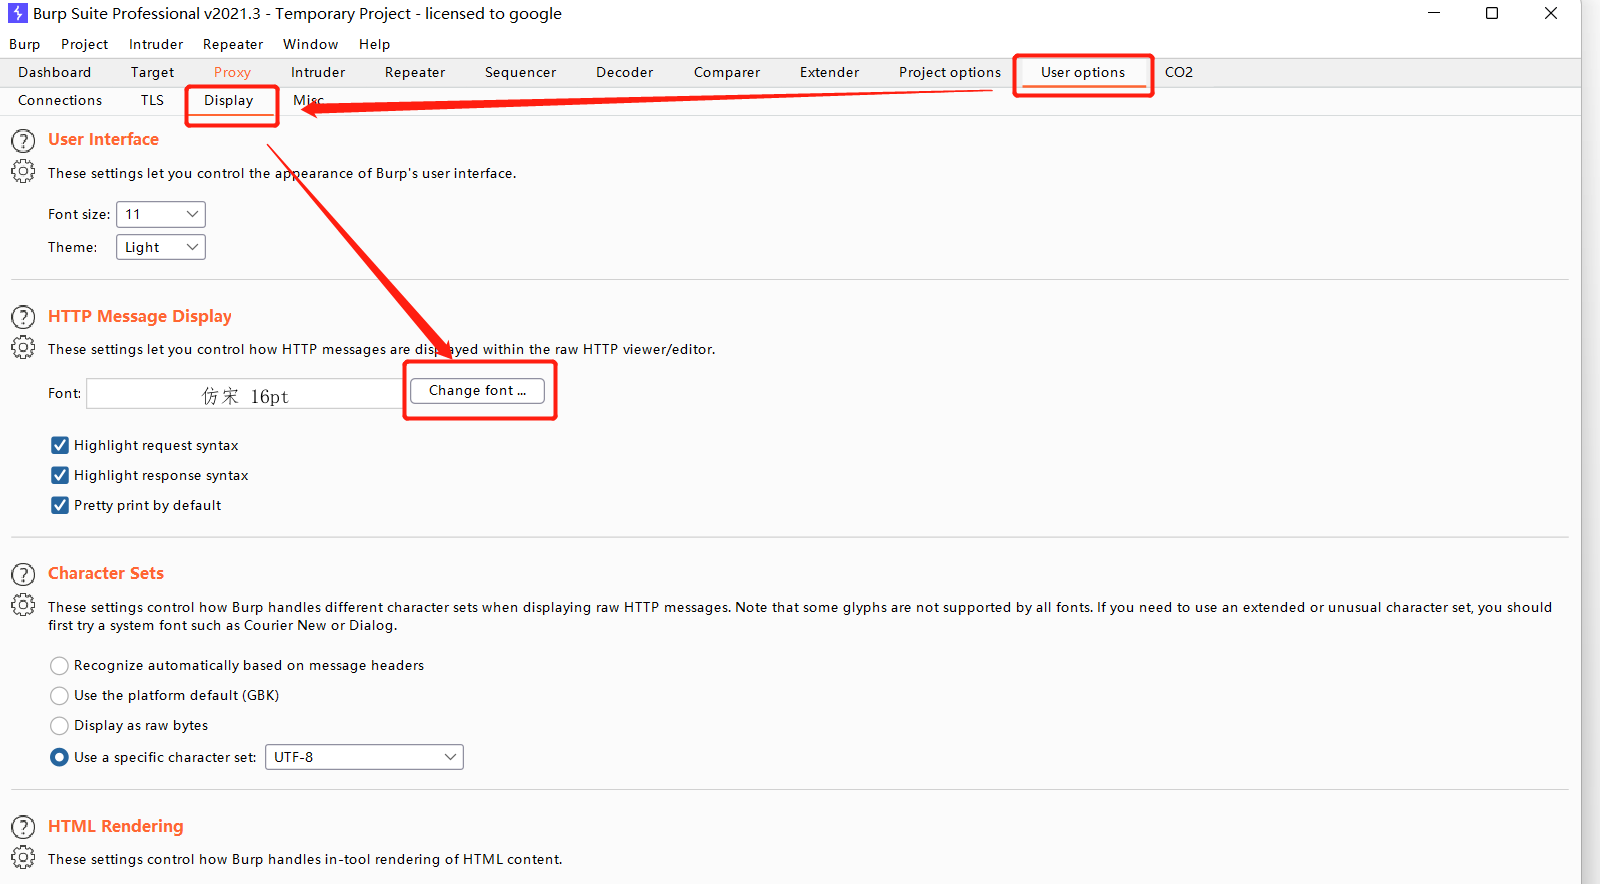 Burp Suite Professional v2021.3 - Temporary Project - licensed to google
Burp Project Intruder Repeater Window Help
Dashboard Target Proxy Intruder Repeater Sequencer Decoder Comparer Extender Project options User options CO2
Connections TLS Display Misc
User Interface
These settings let you control the appearance of Burp's user interface.
Font size: 11
Theme: Light
HTTP Message Display
These settings let you control how HTTP messages are displayed within the raw HTTP viewer/editor.
Font: 仿宋 16pt Change font ...
Highlight request syntax
Highlight response syntax
Pretty print by default
Character Sets
These settings control how Burp handles different character sets when displaying raw HTTP messages. Note that some glyphs are not supported by all fonts. If you need to use an extended or unusual character set, you should
first try a system font such as Courier New or Dialog.
Recognize automatically based on message headers
Use the platform default (GBK)
Display as raw bytes
Use a specific character set: UTF-8
HTML Rendering
These settings control how Burp handles in-tool rendering of HTML content.